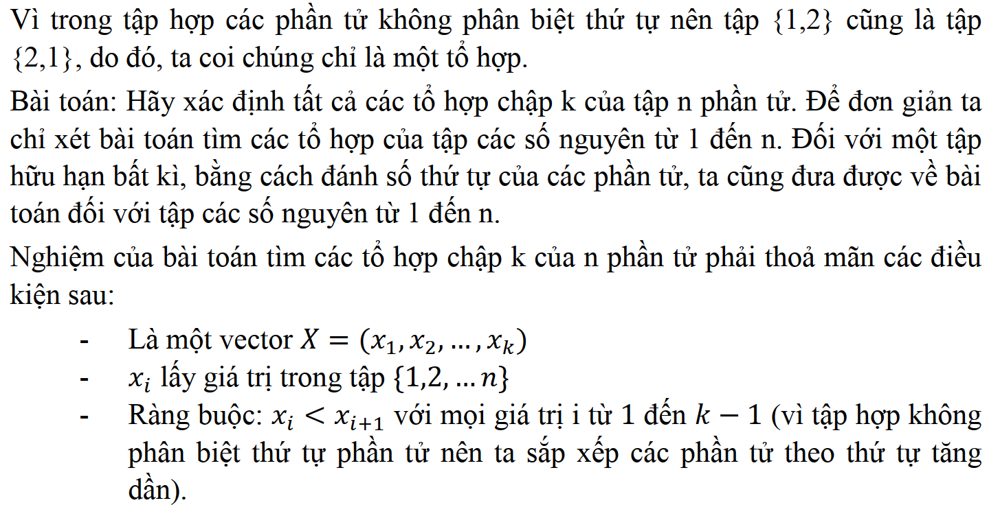 Vì trong tập hợp các phần tử không phân biệt thứ tự nên tập {1,2} cũng là tập
{2,1}, do đó, ta coi chúng chỉ là một tổ hợp.
Bài toán: Hãy xác định tất cả các tổ hợp chập k của tập n phần tử. Để đơn giản ta
chỉ xét bài toán tìm các tổ hợp của tập các số nguyên từ 1 đến n. Đối với một tập
hữu hạn bất kì, bằng cách đánh số thứ tự của các phần tử, ta cũng đưa được về bài
toán đối với tập các số nguyên từ 1 đến n.
Nghiệm của bài toán tìm các tổ hợp chập k của n phần tử phải thoả mãn các điều
kiện sau:
- Là một vector X = (x₁, x₂, … , xₖ)
- xᵢ lấy giá trị trong tập {1,2, … n}
- Ràng buộc: xᵢ < xᵢ₊₁ với mọi giá trị i từ 1 đến k − 1 (vì tập hợp không
phân biệt thứ tự phần tử nên ta sắp xếp các phần tử theo thứ tự tăng
dần).